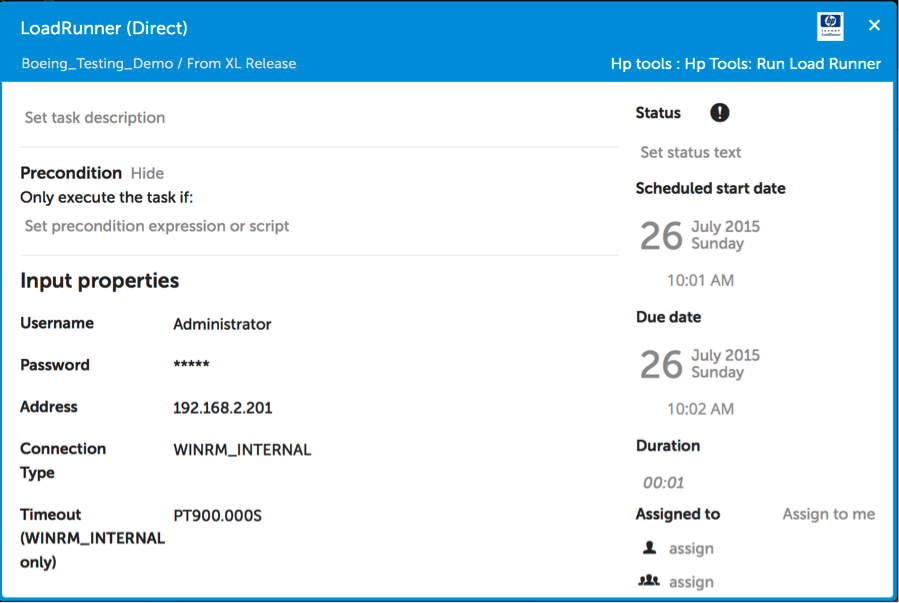 LoadRunner (Direct)
Boeing_Testing_Demo / From XL Release
Hp tools : Hp Tools: Run Load Runner
Set task description
Precondition Hide
Only execute the task if:
Set precondition expression or script
Input properties
Username Administrator
Password *****
Address 192.168.2.201
Connection Type WINRM_INTERNAL
Timeout (WINRM_INTERNAL only) PT900.000S
Status
Set status text
Scheduled start date
26 July 2015
Sunday
10:01 AM
Due date
26 July 2015
Sunday
10:02 AM
Duration
00:01
Assigned to Assign to me
assign
assign